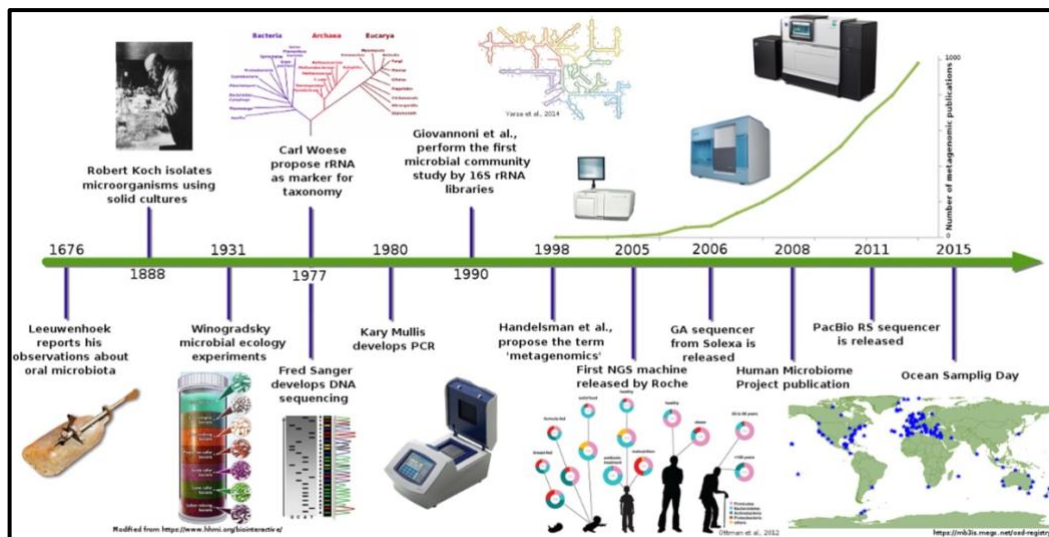 Bacteria Archaea Eucarya
Yarza et al., 2014
Robert Koch isolates
microorganisms using
solid cultures
Carl Woese
propose rRNA
as marker for
taxonomy
Giovannoni et al.,
perform the first
microbial community
study by 16S rRNA
libraries
1000
Number of metagenomic publications
0
1676
1888
1931
1977
1980
1990
1998
2005
2006
2008
2011
2015
Leeuwenhoek
reports his
observations about
oral microbiota
Winogradsky
microbial ecology
experiments
Fred Sanger
develops DNA
sequencing
Kary Mullis
develops PCR
Handelsman et al.,
propose the term
'metagenomics'
First NGS machine
released by Roche
GA sequencer
from Solexa is
released
Human Microbiome
Project publication
PacBio RS sequencer
is released
Ocean Samplig Day
Modified from https://www.hhmi.org/biointeractive/
Ottman et al., 2012